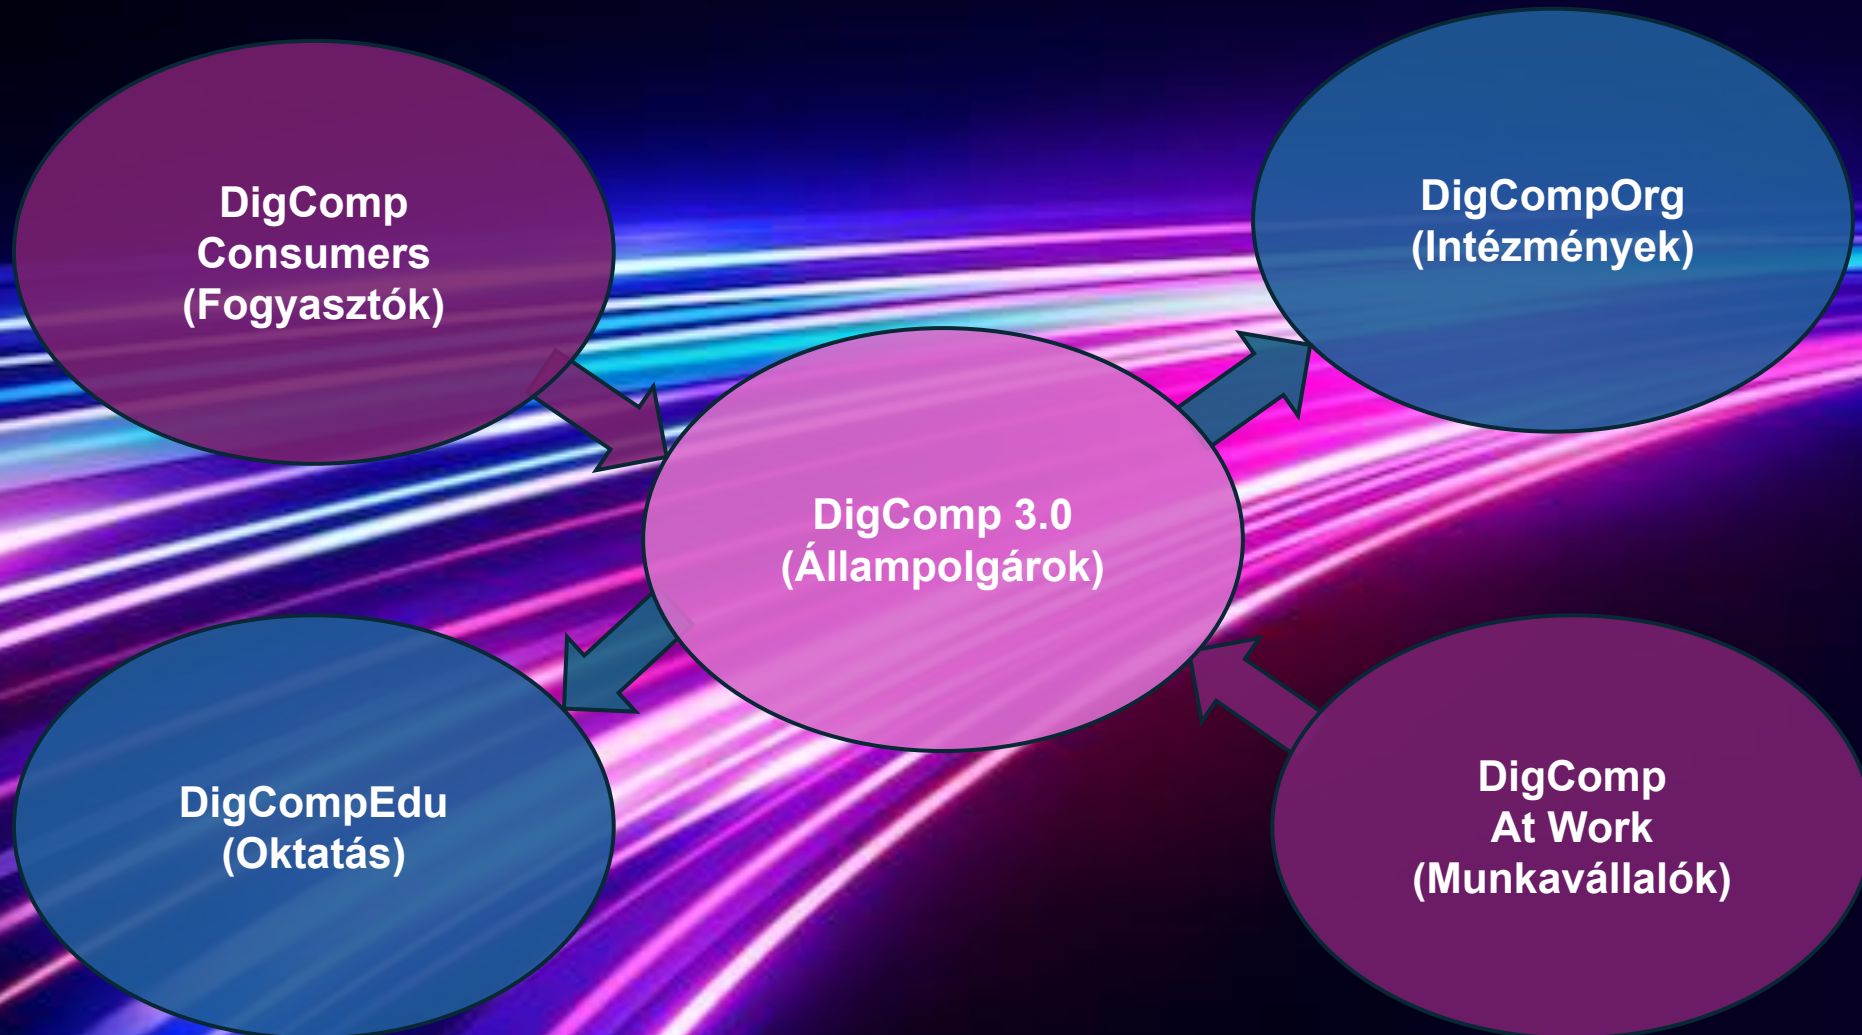 DigComp
Consumers
(Fogyasztók)
DigCompOrg
(Intézmények)
DigComp 3.0
(Állampolgárok)
DigCompEdu
(Oktatás)
DigComp
At Work
(Munkavállalók)